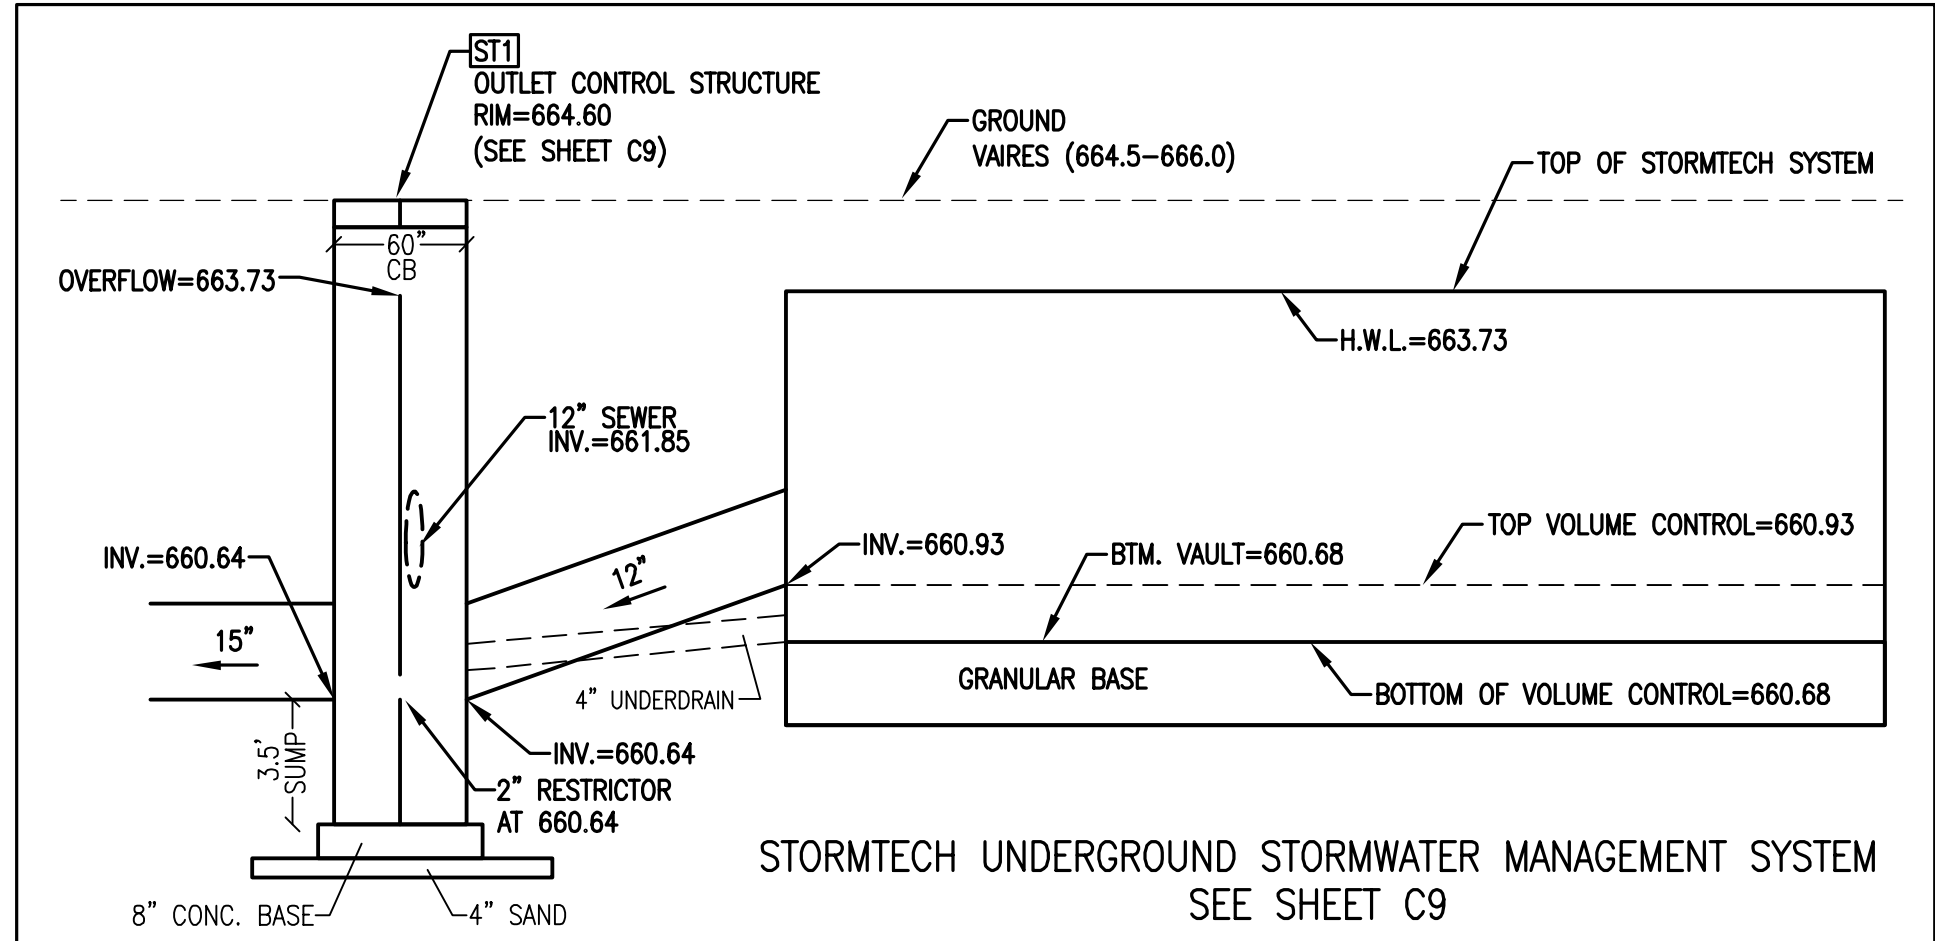 ST1
OUTLET CONTROL STRUCTURE
RIM=664.60
(SEE SHEET C9)
GROUND
VAIRES (664.5-666.0)
TOP OF STORMTECH SYSTEM
60"
CB
OVERFLOW=663.73
H.W.L.=663.73
12" SEWER
INV.=661.85
TOP VOLUME CONTROL=660.93
INV.=660.93
BTM. VAULT=660.68
INV.=660.64
12"
15"
GRANULAR BASE
4" UNDERDRAIN
BOTTOM OF VOLUME CONTROL=660.68
3.5'
SUMP
INV.=660.64
2" RESTRICTOR
AT 660.64
STORMTECH UNDERGROUND STORMWATER MANAGEMENT SYSTEM
SEE SHEET C9
8" CONC. BASE
4" SAND